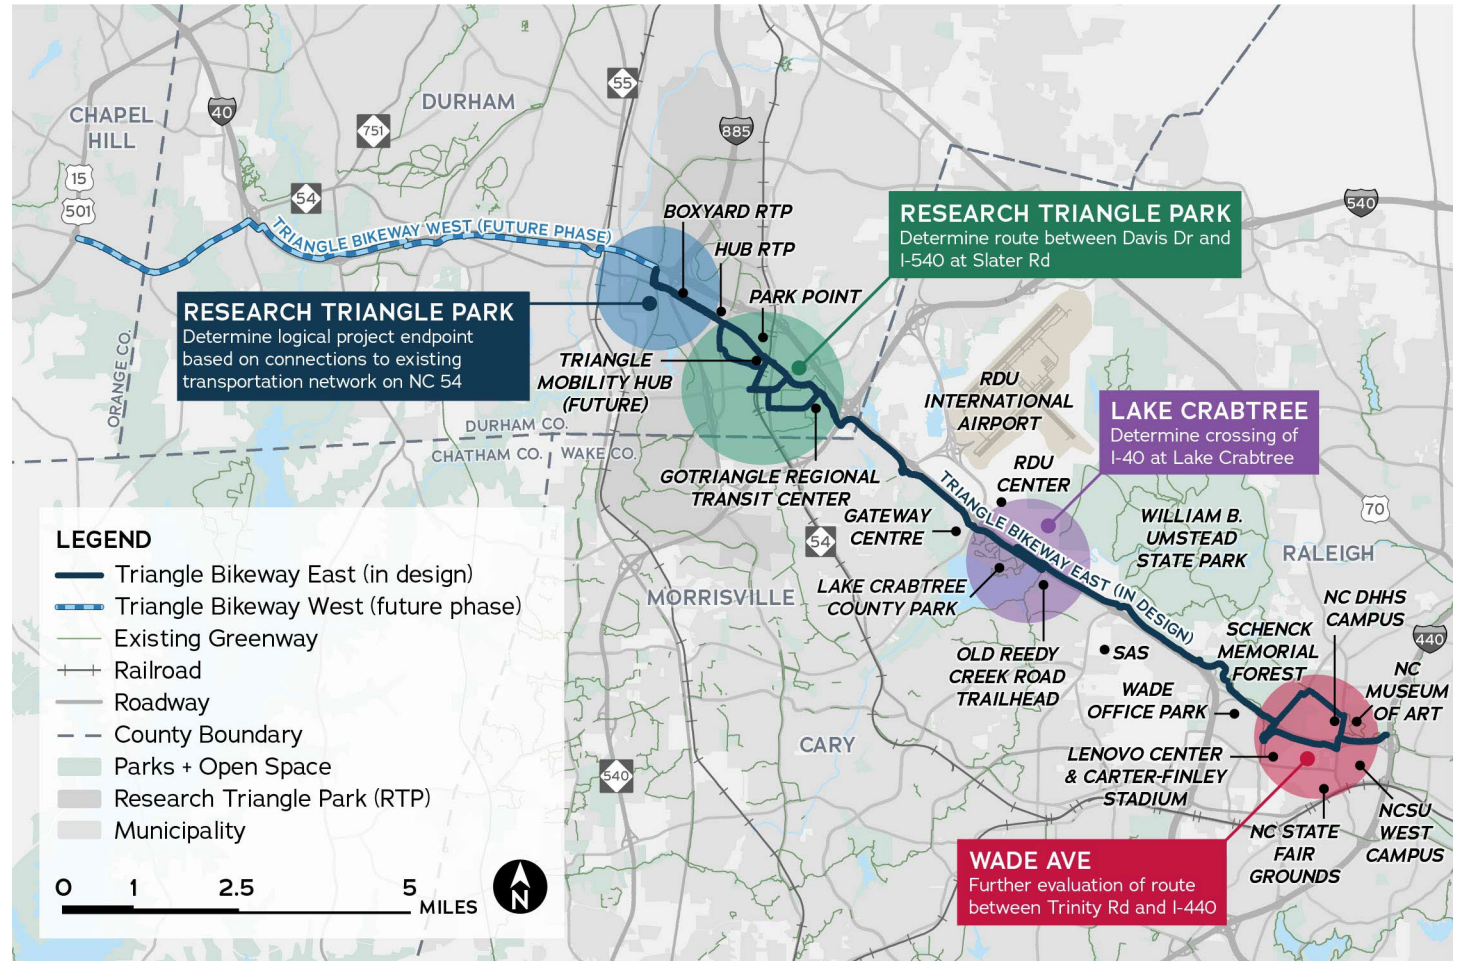 CHAPEL
HILL
DURHAM
40
751
55
885
54
15
501
540
TRIANGLE BIKEWAY WEST (FUTURE PHASE)
BOXYARD RTP
HUB RTP
PARK POINT
RESEARCH TRIANGLE PARK
Determine route between Davis Dr and
I-540 at Slater Rd
RESEARCH TRIANGLE PARK
Determine logical project endpoint
based on connections to existing
transportation network on NC 54
TRIANGLE
MOBILITY HUB
(FUTURE)
ORANGE CO.
DURHAM CO.
CHATHAM CO.
WAKE CO.
RDU
INTERNATIONAL
AIRPORT
LAKE CRABTREE
Determine crossing of
I-40 at Lake Crabtree
GOTRIANGLE REGIONAL
TRANSIT CENTER
RDU
CENTER
GATEWAY
CENTRE
54
TRIANGLE BIKEWAY EAST (IN DESIGN)
WILLIAM B.
UMSTEAD
STATE PARK
70
RALEIGH
MORRISVILLE
LAKE CRABTREE
COUNTY PARK
OLD REEDY
CREEK ROAD
TRAILHEAD
SAS
WADE
OFFICE PARK
SCHENCK
MEMORIAL
FOREST
NC DHHS
CAMPUS
440
NC
MUSEUM
OF ART
CARY
540
LENOVO CENTER
& CARTER-FINLEY
STADIUM
NC STATE
FAIR
GROUNDS
NCSU
WEST
CAMPUS
WADE AVE
Further evaluation of route
between Trinity Rd and I-440
LEGEND
Triangle Bikeway East (in design)
Triangle Bikeway West (future phase)
Existing Greenway
Railroad
Roadway
County Boundary
Parks + Open Space
Research Triangle Park (RTP)
Municipality
0 1 2.5 5
MILES
N